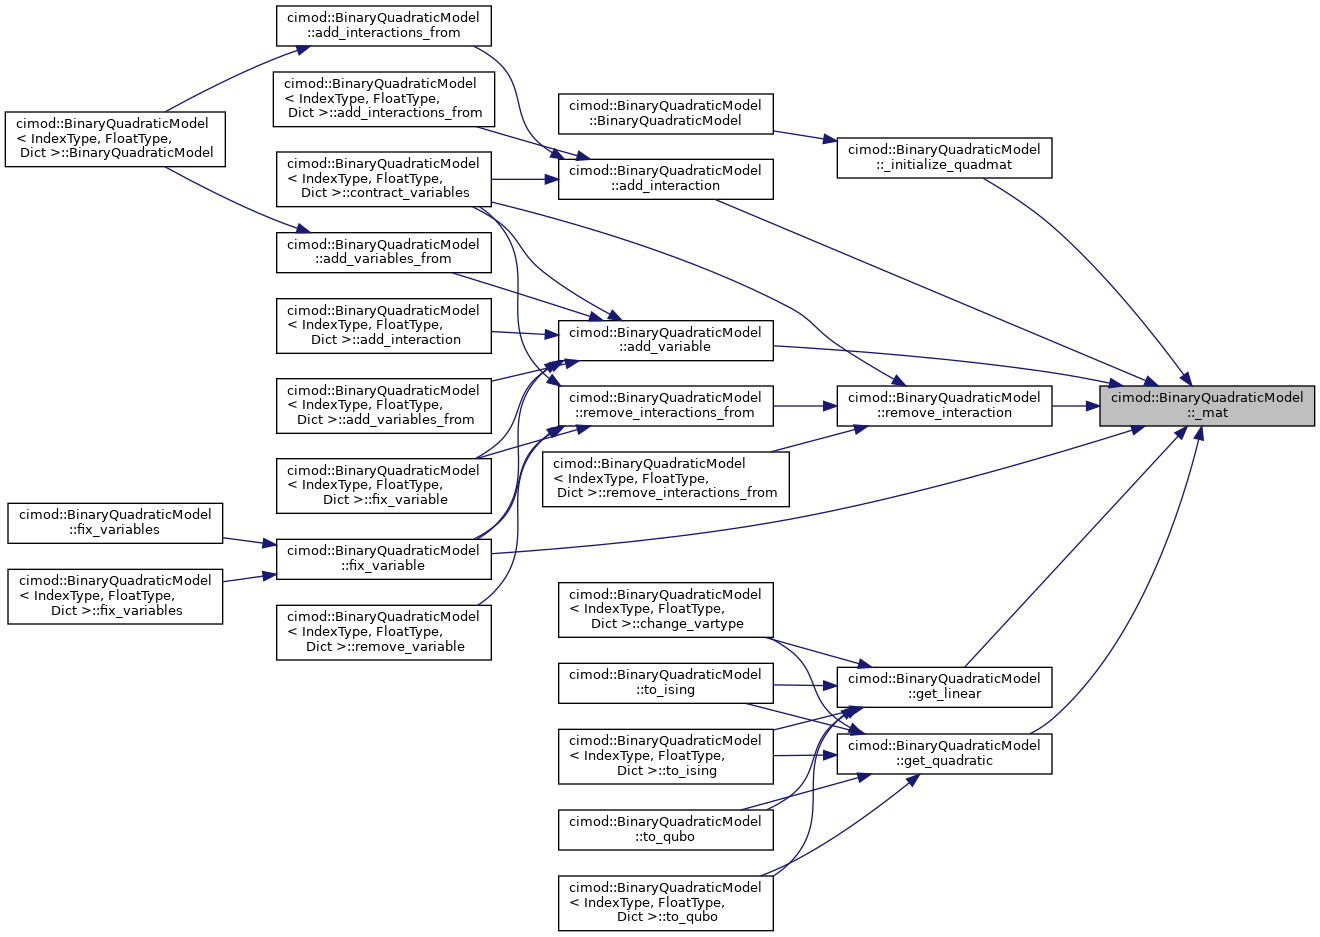 cimod::BinaryQuadraticModel
::add_interactions_from
cimod::BinaryQuadraticModel
< IndexType, FloatType,
Dict >::add_interactions_from
cimod::BinaryQuadraticModel
::BinaryQuadraticModel
cimod::BinaryQuadraticModel
< IndexType, FloatType,
Dict >::BinaryQuadraticModel
cimod::BinaryQuadraticModel
::_initialize_quadmat
cimod::BinaryQuadraticModel
< IndexType, FloatType,
Dict >::contract_variables
cimod::BinaryQuadraticModel
::add_interaction
cimod::BinaryQuadraticModel
::add_variables_from
cimod::BinaryQuadraticModel
< IndexType, FloatType,
Dict >::add_interaction
cimod::BinaryQuadraticModel
::add_variable
cimod::BinaryQuadraticModel
< IndexType, FloatType,
Dict >::add_variables_from
cimod::BinaryQuadraticModel
::remove_interactions_from
cimod::BinaryQuadraticModel
::remove_interaction
cimod::BinaryQuadraticModel
::_mat
cimod::BinaryQuadraticModel
< IndexType, FloatType,
Dict >::fix_variable
cimod::BinaryQuadraticModel
< IndexType, FloatType,
Dict >::remove_interactions_from
cimod::BinaryQuadraticModel
::fix_variables
cimod::BinaryQuadraticModel
::fix_variable
cimod::BinaryQuadraticModel
< IndexType, FloatType,
Dict >::fix_variables
cimod::BinaryQuadraticModel
< IndexType, FloatType,
Dict >::remove_variable
cimod::BinaryQuadraticModel
< IndexType, FloatType,
Dict >::change_vartype
cimod::BinaryQuadraticModel
::to_ising
cimod::BinaryQuadraticModel
::get_linear
cimod::BinaryQuadraticModel
< IndexType, FloatType,
Dict >::to_ising
cimod::BinaryQuadraticModel
::get_quadratic
cimod::BinaryQuadraticModel
::to_qubo
cimod::BinaryQuadraticModel
< IndexType, FloatType,
Dict >::to_qubo